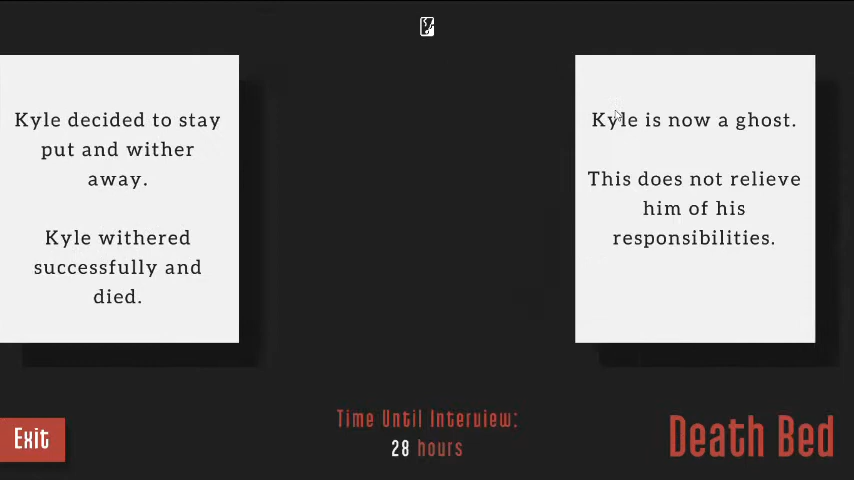 Kyle decided to stay
put and wither
away.
Kyle withered
successfully and
died.
Kyle is now a ghost.
This does not relieve
him of his
responsibilities.
Exit
Time Until Interview:
28 hours
Death Bed